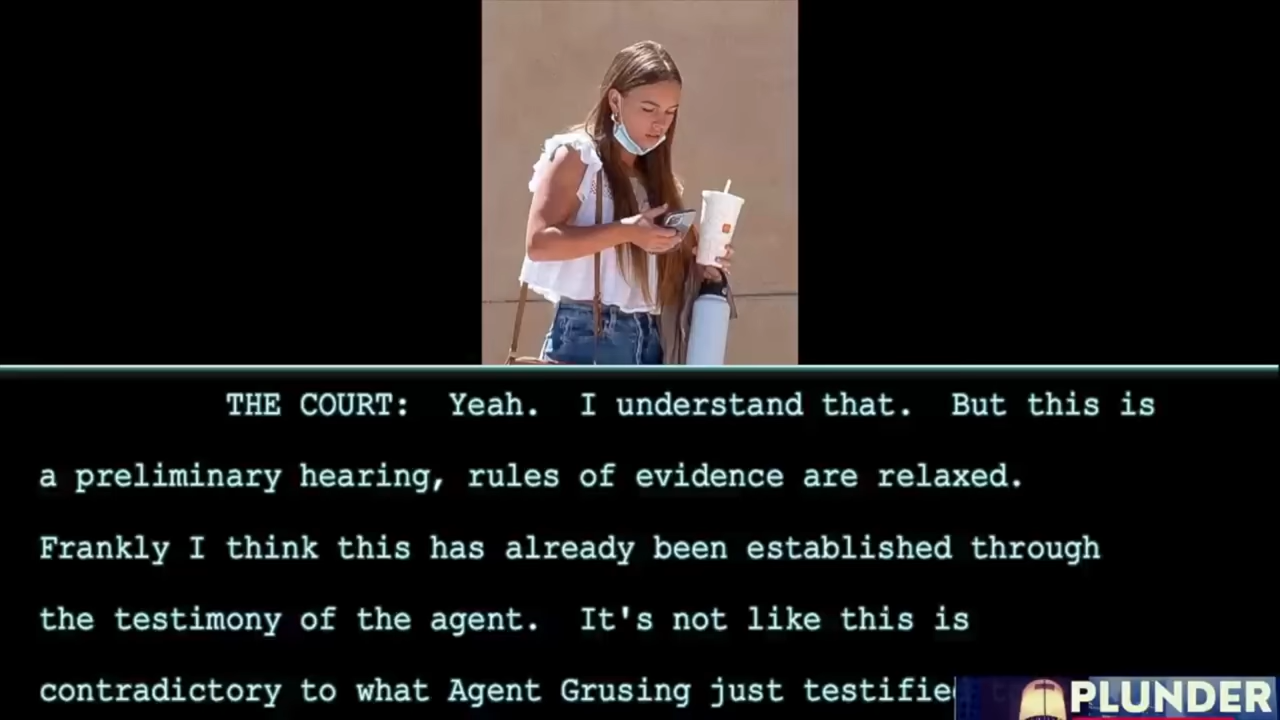 THE COURT: Yeah. I understand that. But this is
a preliminary hearing, rules of evidence are relaxed.
Frankly I think this has already been established through
the testimony of the agent. It's not like this is
contradictory to what Agent Grusing just testified
PLUNDER